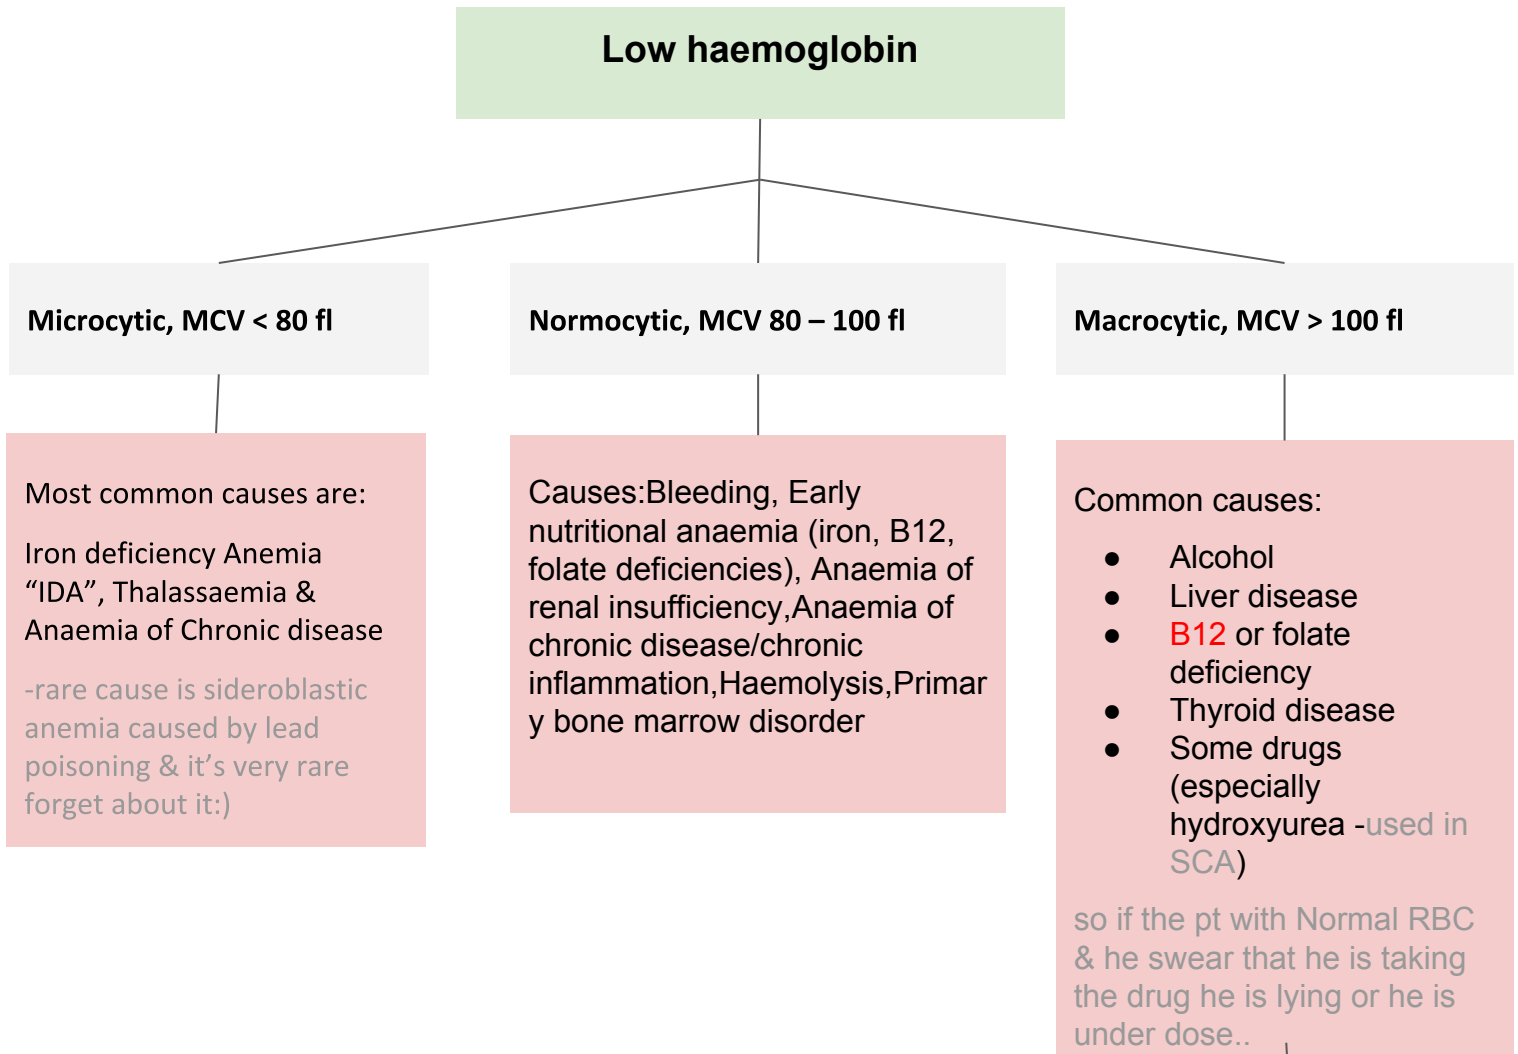 Low haemoglobin
Microcytic, MCV < 80 fl
Normocytic, MCV 80 – 100 fl
Macrocytic, MCV > 100 fl
Most common causes are:
Iron deficiency Anemia
“IDA”, Thalassaemia &
Anaemia of Chronic disease
-rare cause is sideroblastic
anemia caused by lead
poisoning & it’s very rare
forget about it:)
Causes:Bleeding, Early
nutritional anaemia (iron, B12,
folate deficiencies), Anaemia of
renal insufficiency,Anaemia of
chronic disease/chronic
inflammation,Haemolysis,Primar
y bone marrow disorder
Common causes:
● Alcohol
● Liver disease
● B12 or folate
deficiency
● Thyroid disease
● Some drugs
(especially
hydroxyurea -used in
SCA)
so if the pt with Normal RBC
& he swear that he is taking
the drug he is lying or he is
under dose..